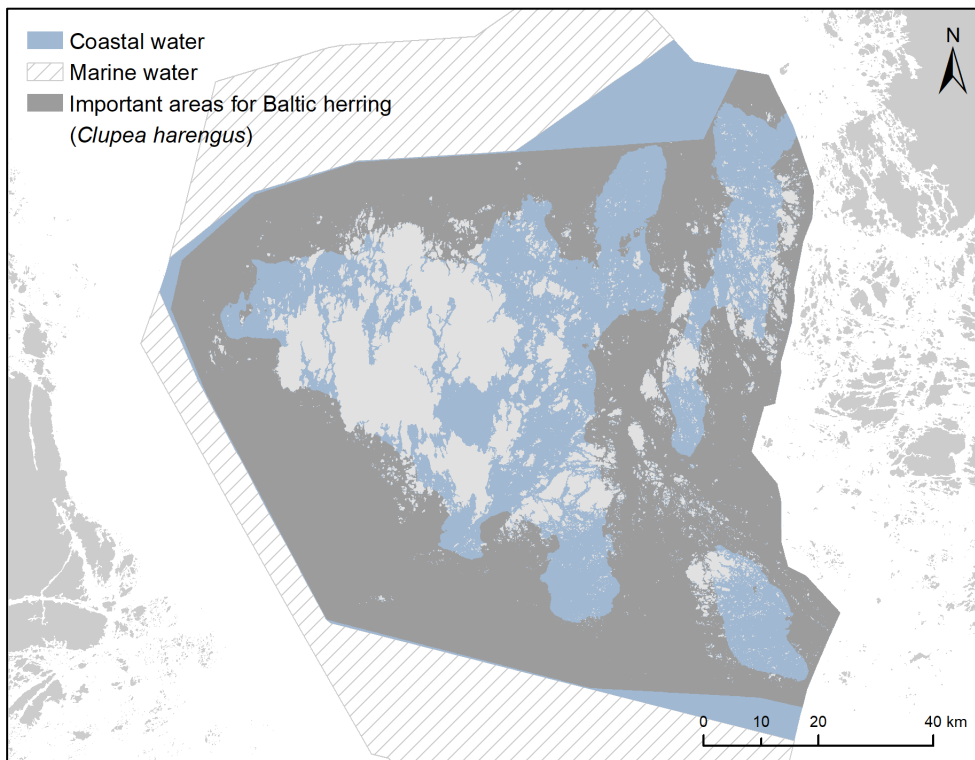 Coastal water
Marine water
Important areas for Baltic herring
(Clupea harengus)
N
0 10 20 40 km